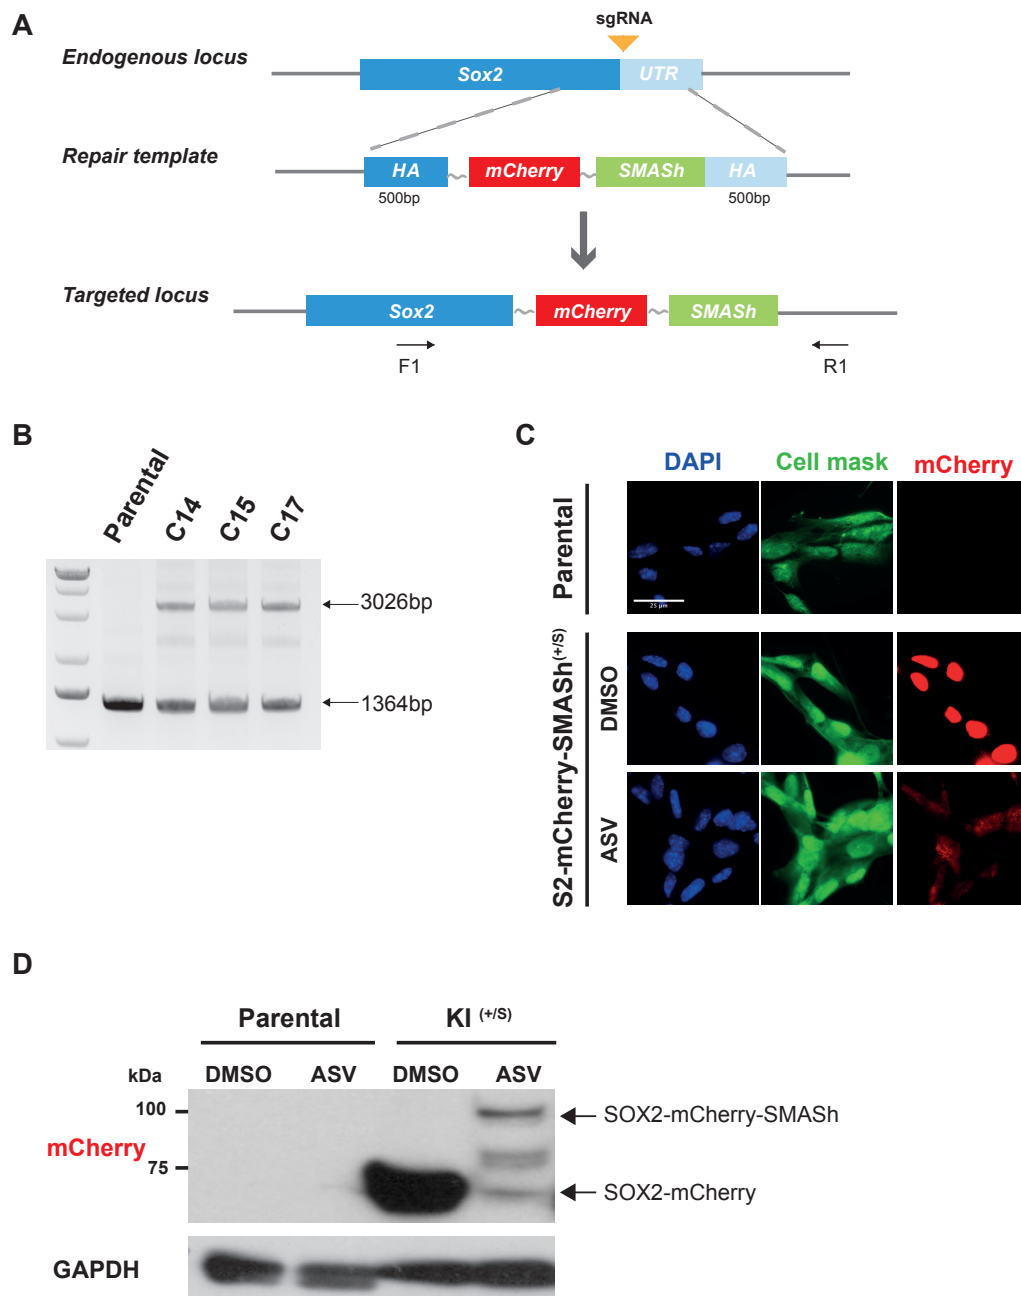 A
sgRNA
Endogenous locus
Sox2
UTR
Repair template
HA
mCherry
SMASh
HA
500bp
500bp
Targeted locus
Sox2
mCherry
SMASh
F1
R1
B
Parental
C14
C15
C17
3026bp
1364bp
C
DAPI
Cell mask
mCherry
Parental
25 µm
S2-mCherry-SMASh(+/S)
DMSO
ASV
D
Parental
KI (+/S)
kDa
DMSO
ASV
DMSO
ASV
100
SOX2-mCherry-SMASh
mCherry
75
SOX2-mCherry
GAPDH